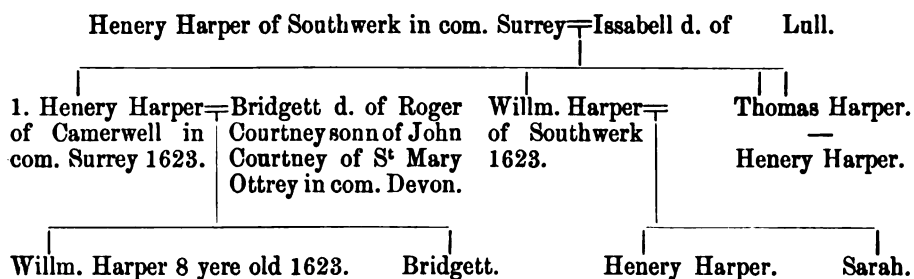 Henery Harper of Southwerk in com. Surrey=Issabell d. of Lull.
1. Henery Harper=Bridgett d. of Roger
of Camerwell in Courtney sonn of John
com. Surrey 1623. Courtney of St Mary
Ottrey in com. Devon.
Willm. Harper=
of Southwerk
1623.
Thomas Harper.
—
Henery Harper.
Willm. Harper 8 yere old 1623. Bridgett. Henery Harper. Sarah.